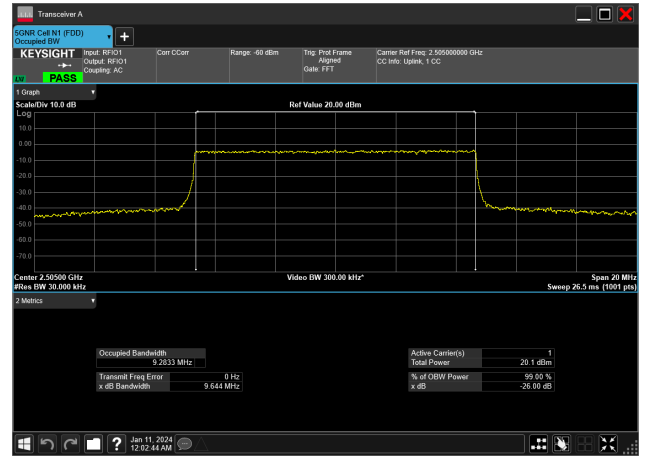 Transceiver A
5GNR Cell N1 (FDD)
Occupied BW
KEYSIGHT
LXI
PASS
Input: RFIO1
Output: RFIO1
Coupling: AC
Corr CCorr
Range: -60 dBm
Trig: Prot Frame
Aligned
Gate: FFT
Carrier Ref Freq: 2.505000000 GHz
CC Info: Uplink, 1 CC
1 Graph
Scale/Div 10.0 dB
Ref Value 20.00 dBm
Log
10.0
0.00
-10.0
-20.0
-30.0
-40.0
-50.0
-60.0
-70.0
Center 2.50500 GHz
Video BW 300.00 kHz*
Span 20 MHz
#Res BW 30.000 kHz
Sweep 26.5 ms (1001 pts)
2 Metrics
Occupied Bandwidth
9.2833 MHz
Transmit Freq Error 0 Hz
x dB Bandwidth 9.644 MHz
Active Carrier(s) 1
Total Power 20.1 dBm
% of OBW Power 99.00 %
x dB -26.00 dB
Jan 11, 2024
12:02:44 AM